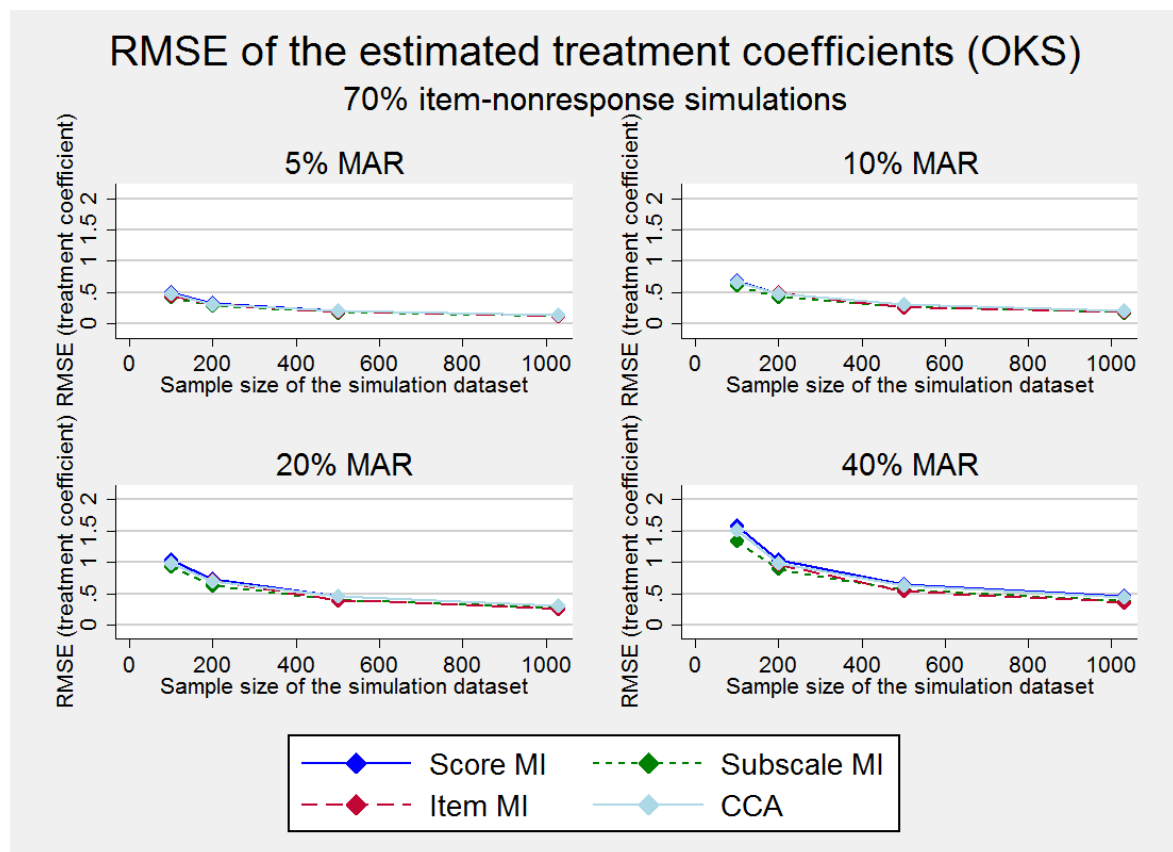 RMSE of the estimated treatment coefficients (OKS)
70% item-nonresponse simulations
5% MAR
RMSE (treatment coefficient)
2
1.5
1
.5
0
0 200 400 600 800 1000
Sample size of the simulation dataset
10% MAR
RMSE (treatment coefficient)
2
1.5
1
.5
0
0 200 400 600 800 1000
Sample size of the simulation dataset
20% MAR
RMSE (treatment coefficient)
2
1.5
1
.5
0
0 200 400 600 800 1000
Sample size of the simulation dataset
40% MAR
RMSE (treatment coefficient)
2
1.5
1
.5
0
0 200 400 600 800 1000
Sample size of the simulation dataset
Score MI Subscale MI
Item MI CCA